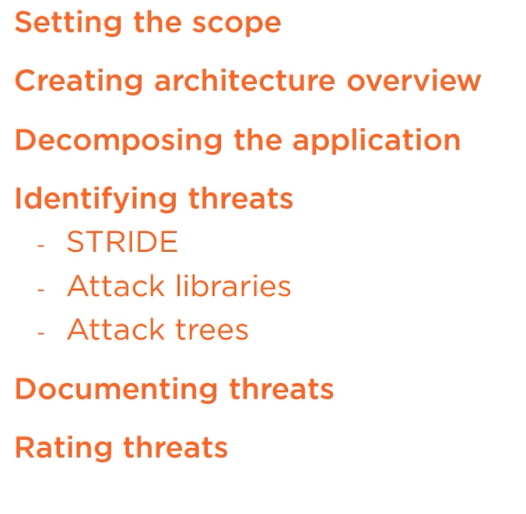 Setting the scope
Creating architecture overview
Decomposing the application
Identifying threats
- STRIDE
- Attack libraries
- Attack trees
Documenting threats
Rating threats